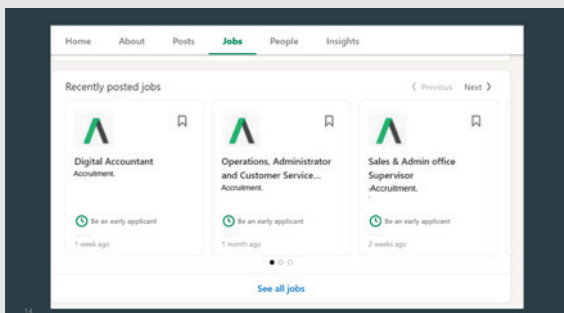 Home About Posts Jobs People Insights
Recently posted jobs
Previous Next
Digital Accountant
Accruitment.
Be an early applicant
1 week ago
Operations, Administrator
and Customer Service...
Accruitment.
Be an early applicant
1 month ago
Sales & Admin office
Supervisor
Accruitment.
Be an early applicant
2 weeks ago
See all jobs
14